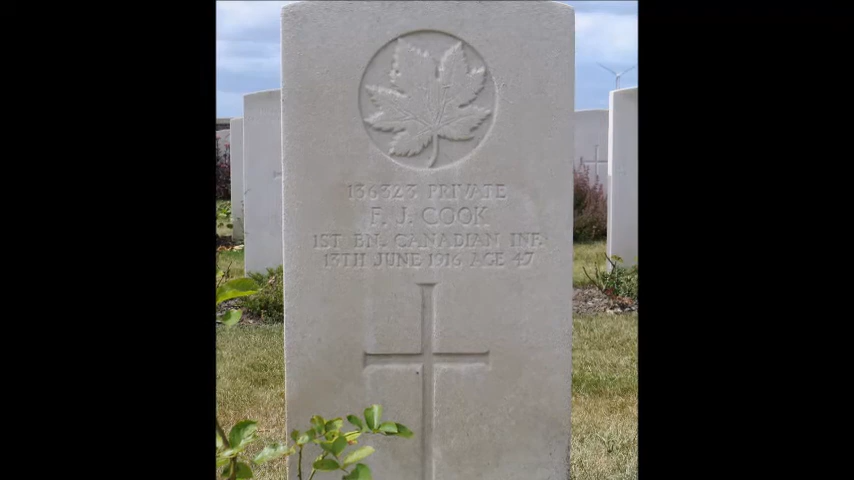 136323 PRIVATE
F. J. COOK
1ST BN. CANADIAN INF.
13TH JUNE 1916 AGE 47